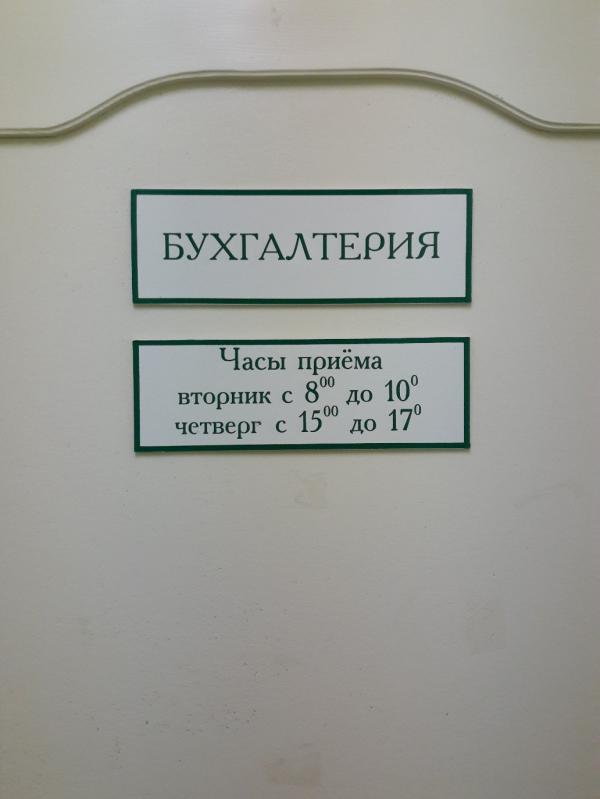 БУХГАЛТЕРИЯ
Часы приёма
вторник с 8⁰⁰ до 10⁰
четверг с 15⁰⁰ до 17⁰